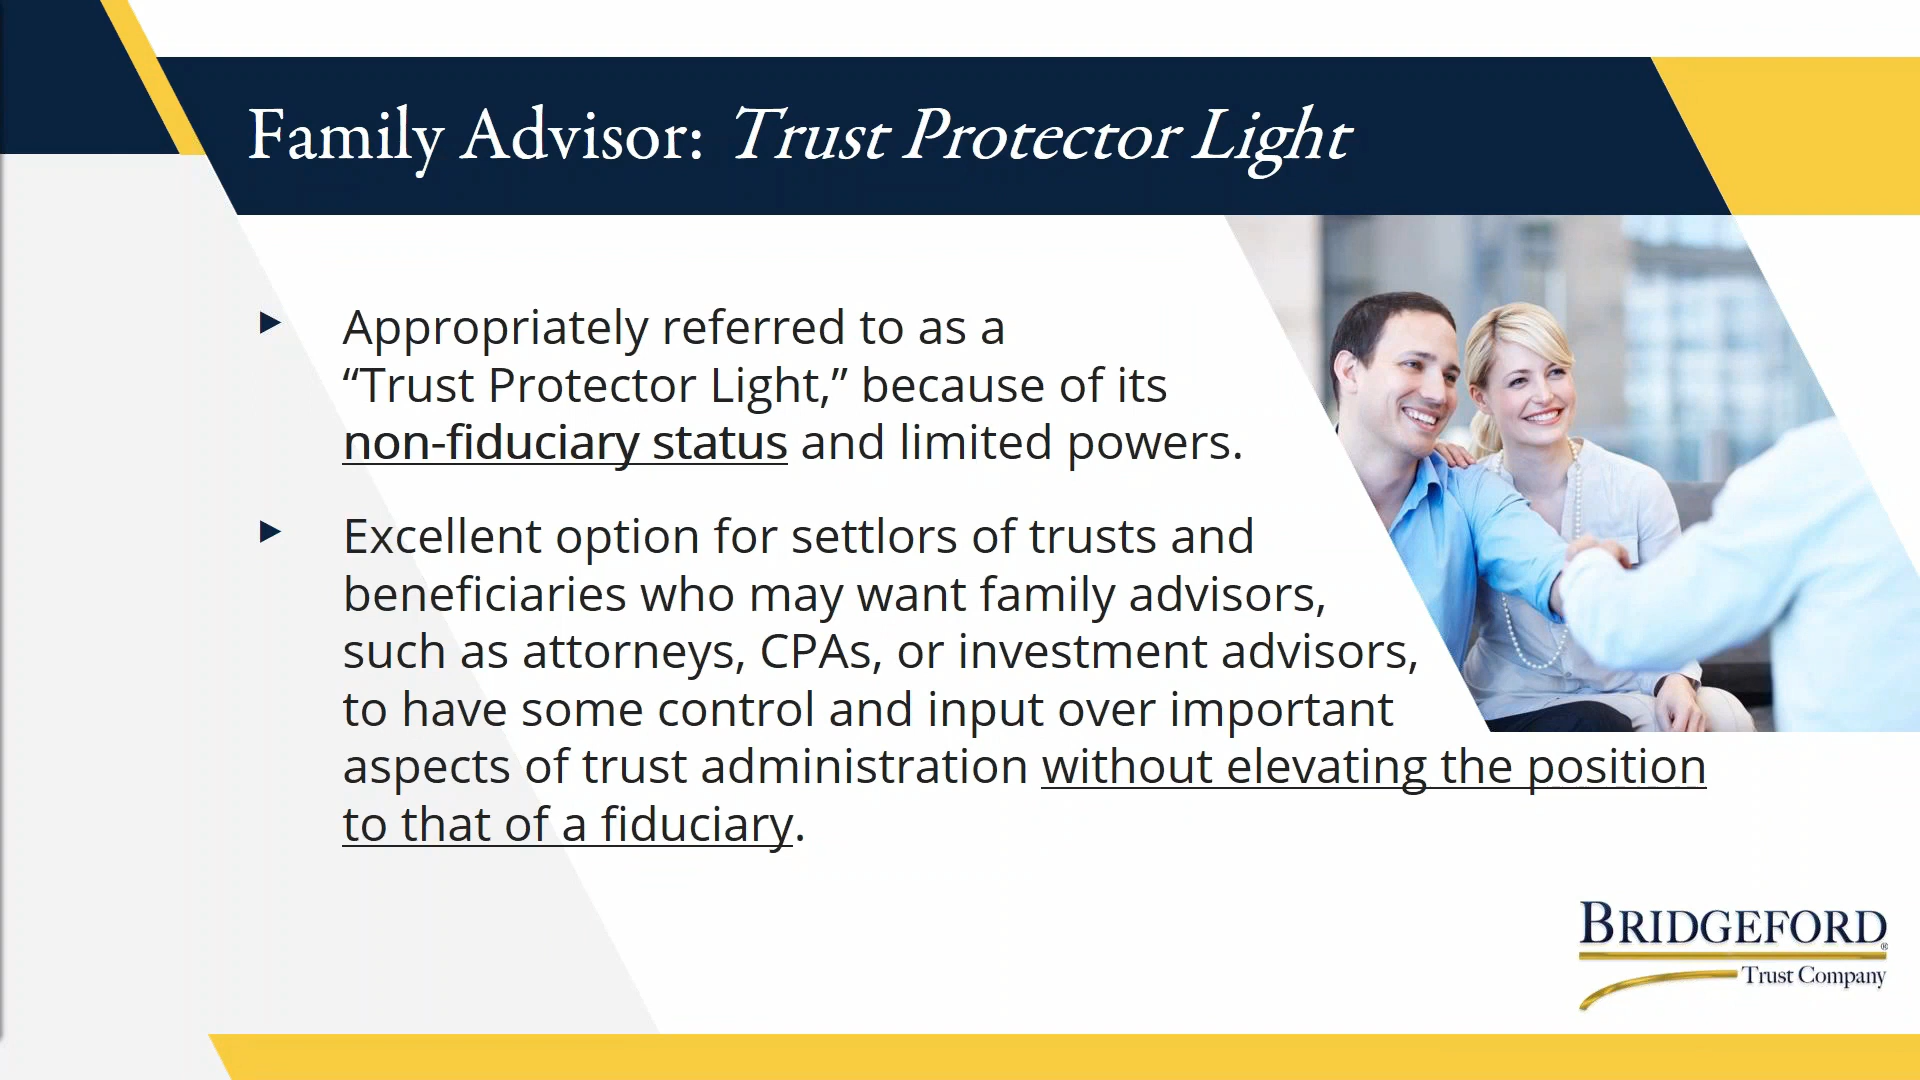 Family Advisor: Trust Protector Light
► Appropriately referred to as a
“Trust Protector Light,” because of its
non-fiduciary status and limited powers.
► Excellent option for settlors of trusts and
beneficiaries who may want family advisors,
such as attorneys, CPAs, or investment advisors,
to have some control and input over important
aspects of trust administration without elevating the position
to that of a fiduciary.
BRIDGEFORD®
Trust Company